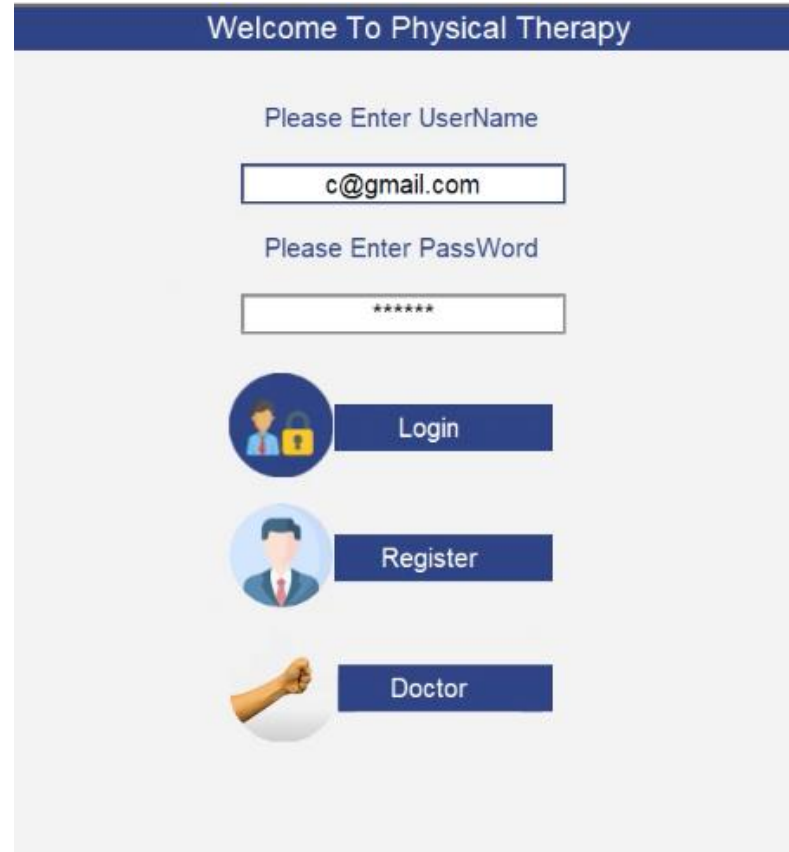 Welcome To Physical Therapy
Please Enter UserName
c@gmail.com
Please Enter PassWord
******
Login
Register
Doctor